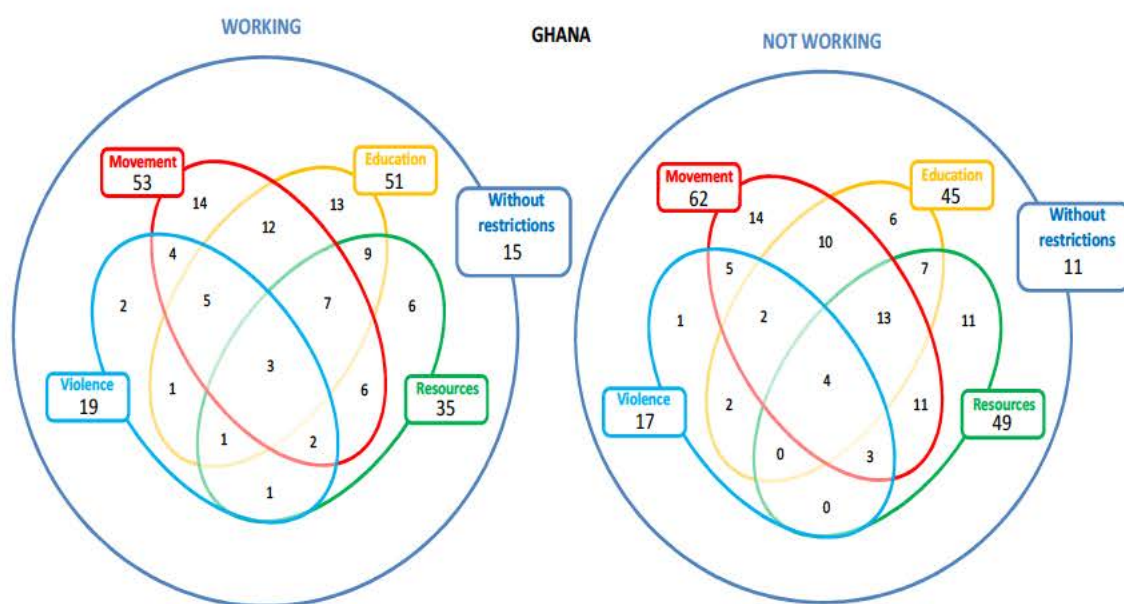 WORKING
GHANA
NOT WORKING
Movement
53
Education
51
Without
restrictions
15
Violence
19
Resources
35
14
12
13
4
9
2
5
7
6
3
1
6
1
2
1
Movement
62
Education
45
Without
restrictions
11
Violence
17
Resources
49
14
10
6
5
7
1
2
13
11
4
2
11
0
3
0